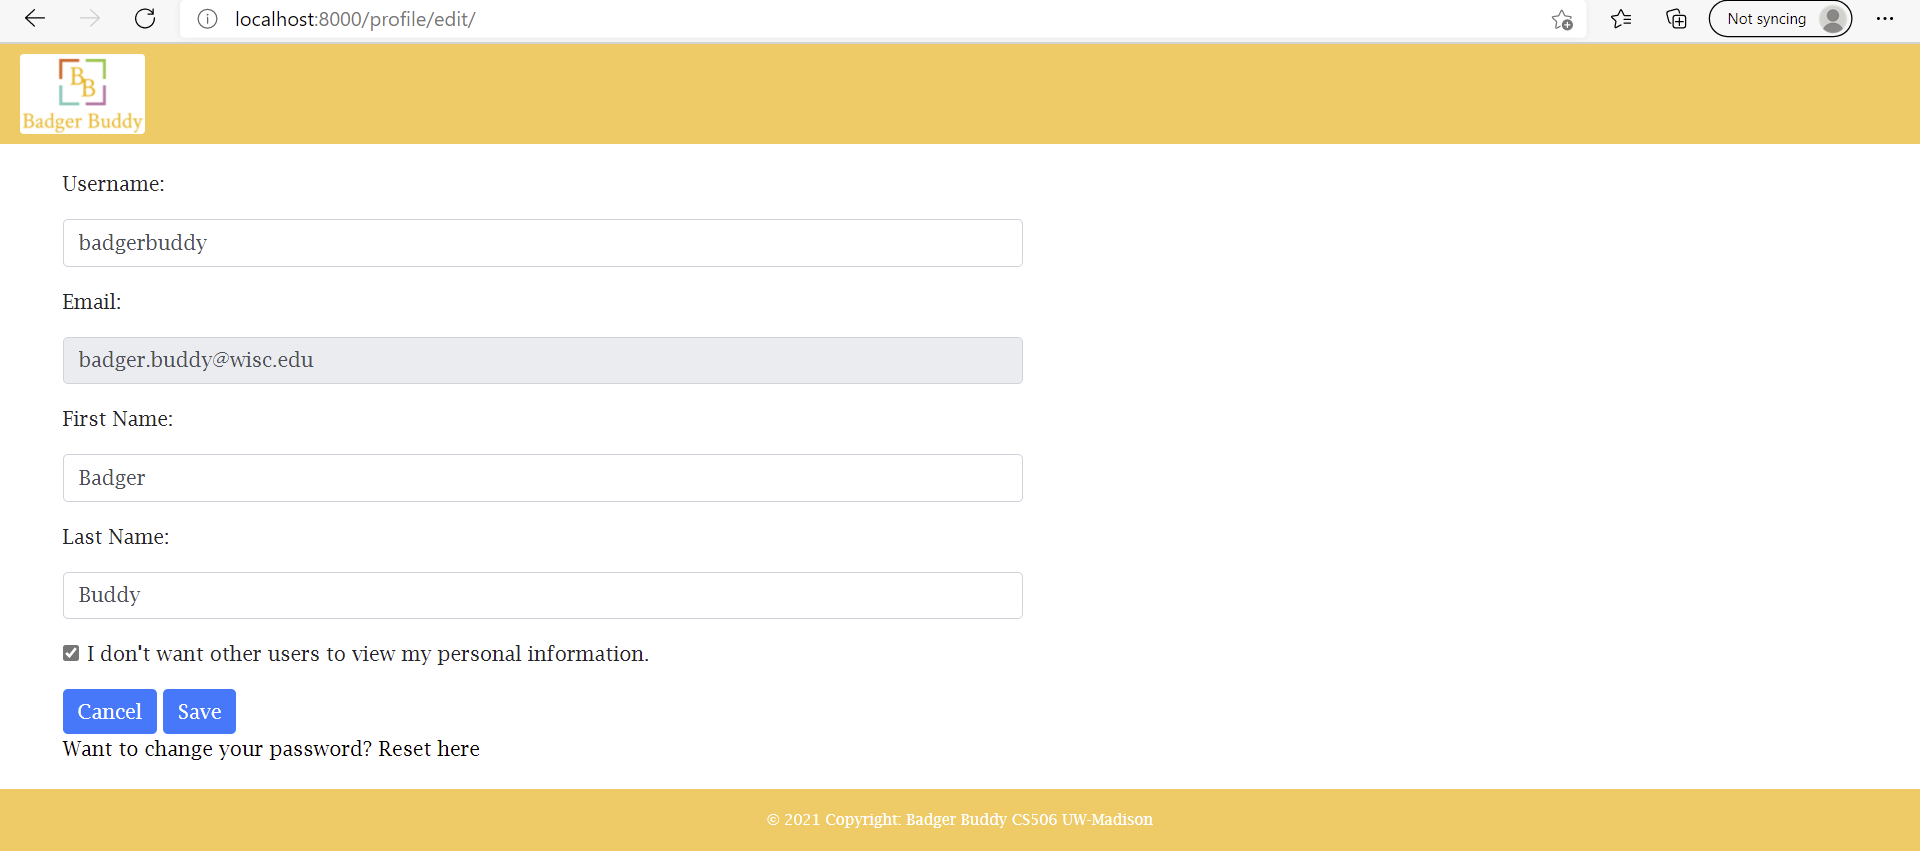 localhost:8000/profile/edit/
Not syncing
B
B
Badger Buddy
Username:
badgerbuddy
Email:
badger.buddy@wisc.edu
First Name:
Badger
Last Name:
Buddy
I don't want other users to view my personal information.
Cancel Save
Want to change your password? Reset here
© 2021 Copyright: Badger Buddy CS506 UW-Madison